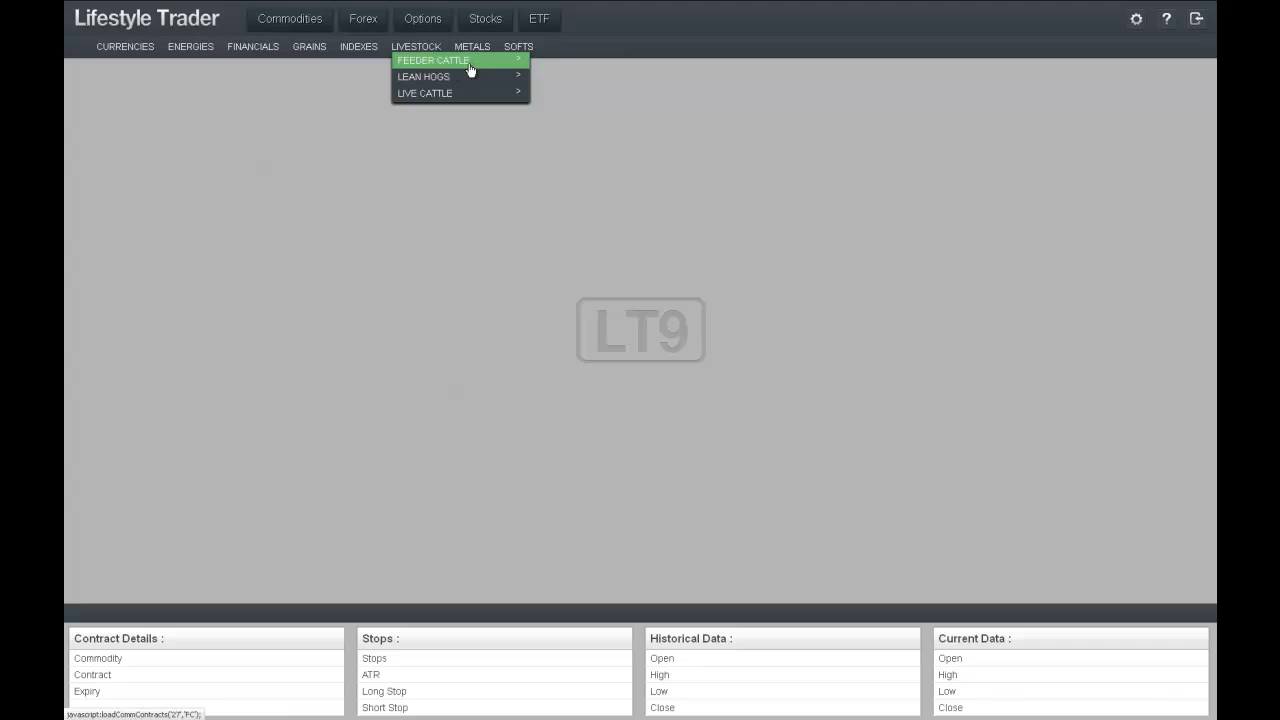 Lifestyle Trader Commodities Forex Options Stocks ETF ?
CURRENCIES ENERGIES FINANCIALS GRAINS INDEXES LIVESTOCK METALS SOFTS
FEEDER CATTLE >
LEAN HOGS >
LIVE CATTLE >
LT9
Contract Details : Stops : Historical Data : Current Data :
Commodity Stops Open Open
Contract ATR High High
Expiry Long Stop Low Low
Short Stop Close Close
javascript:loadCommContracts('27','FC');